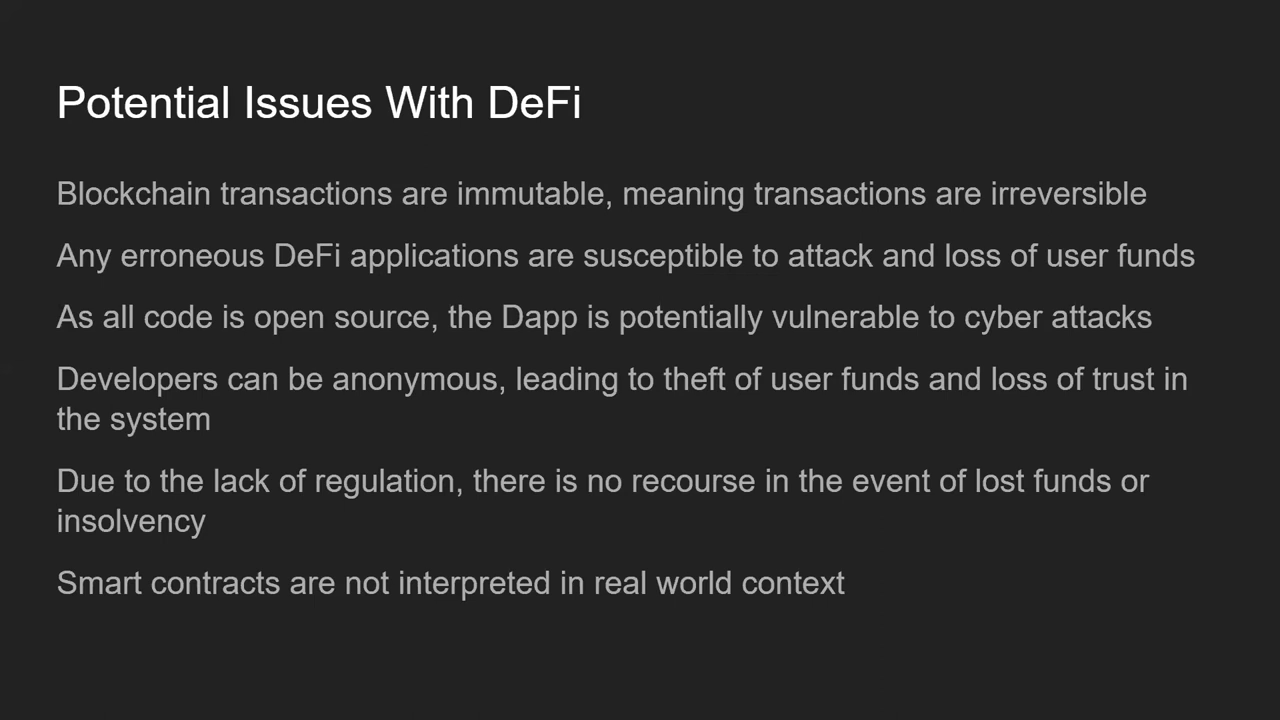 Potential Issues With DeFi
Blockchain transactions are immutable, meaning transactions are irreversible
Any erroneous DeFi applications are susceptible to attack and loss of user funds
As all code is open source, the Dapp is potentially vulnerable to cyber attacks
Developers can be anonymous, leading to theft of user funds and loss of trust in
the system
Due to the lack of regulation, there is no recourse in the event of lost funds or
insolvency
Smart contracts are not interpreted in real world context